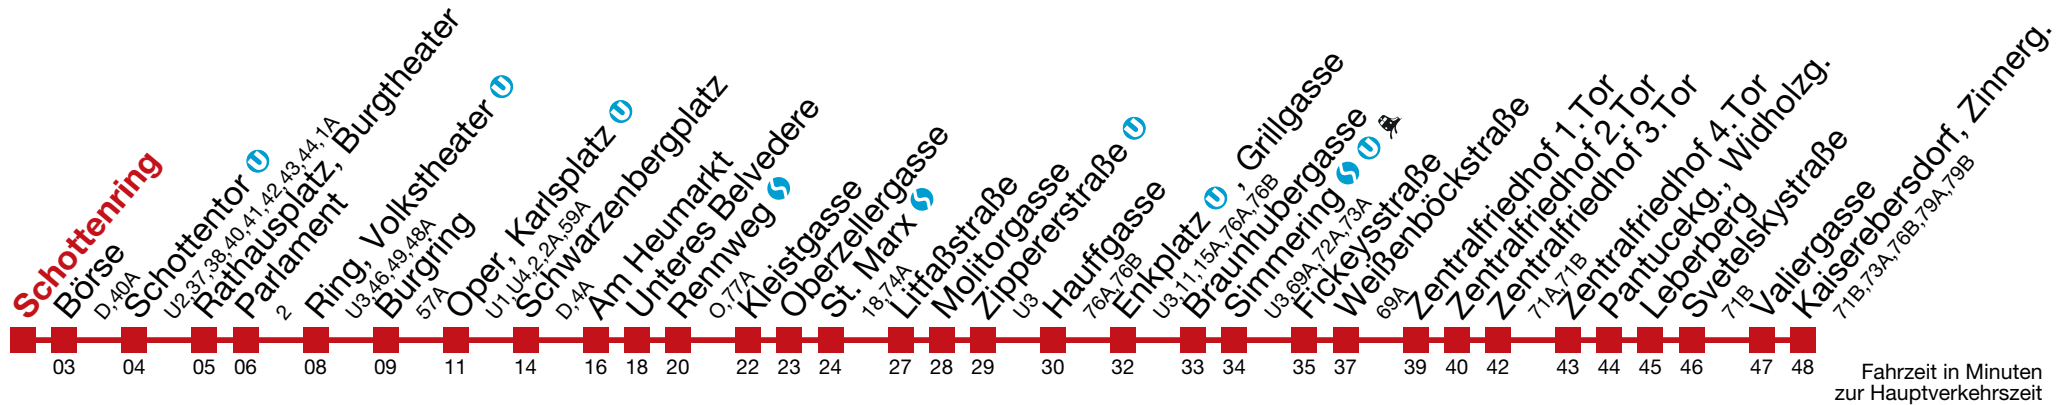 Schottenring
Börse
D,40A
Schottentor
U2,37,38,40,41,42,43,44,1A
Rathausplatz, Burgtheater
Parlament
2
Ring, Volkstheater
U3,46,49,48A
Burgring
57A
Oper, Karlsplatz
U1,U4,2,2A,59A
Schwarzenbergplatz
D,4A
Am Heumarkt
Unteres Belvedere
Rennweg
O,77A
Kleistgasse
Oberzellergasse
St. Marx
18,74A
Litfaßstraße
Molitorgasse
Zippererstraße
U3
Hauffgasse
76A,76B
Enkplatz, Grillgasse
U3,11,15A,76A,76B
Braunhubergasse
Simmering
U3,69A,72A,73A
Fickeysstraße
Weißenböckstraße
69A
Zentralfriedhof 1. Tor
Zentralfriedhof 2. Tor
Zentralfriedhof 3. Tor
71A,71B
Zentralfriedhof 4. Tor
Pantucekg., Widholzg.
Leberberg
Svetelskystraße
71B
Valiergasse
Kaiserebersdorf, Zinnerg.
71B,73A,76B,79A,79B
03 04 05 06 08 09 11 14 16 18 20 22 23 24 27 28 29 30 32 33 34 35 37 39 40 42 43 44 45 46 47 48
Fahrzeit in Minuten
zur Hauptverkehrszeit